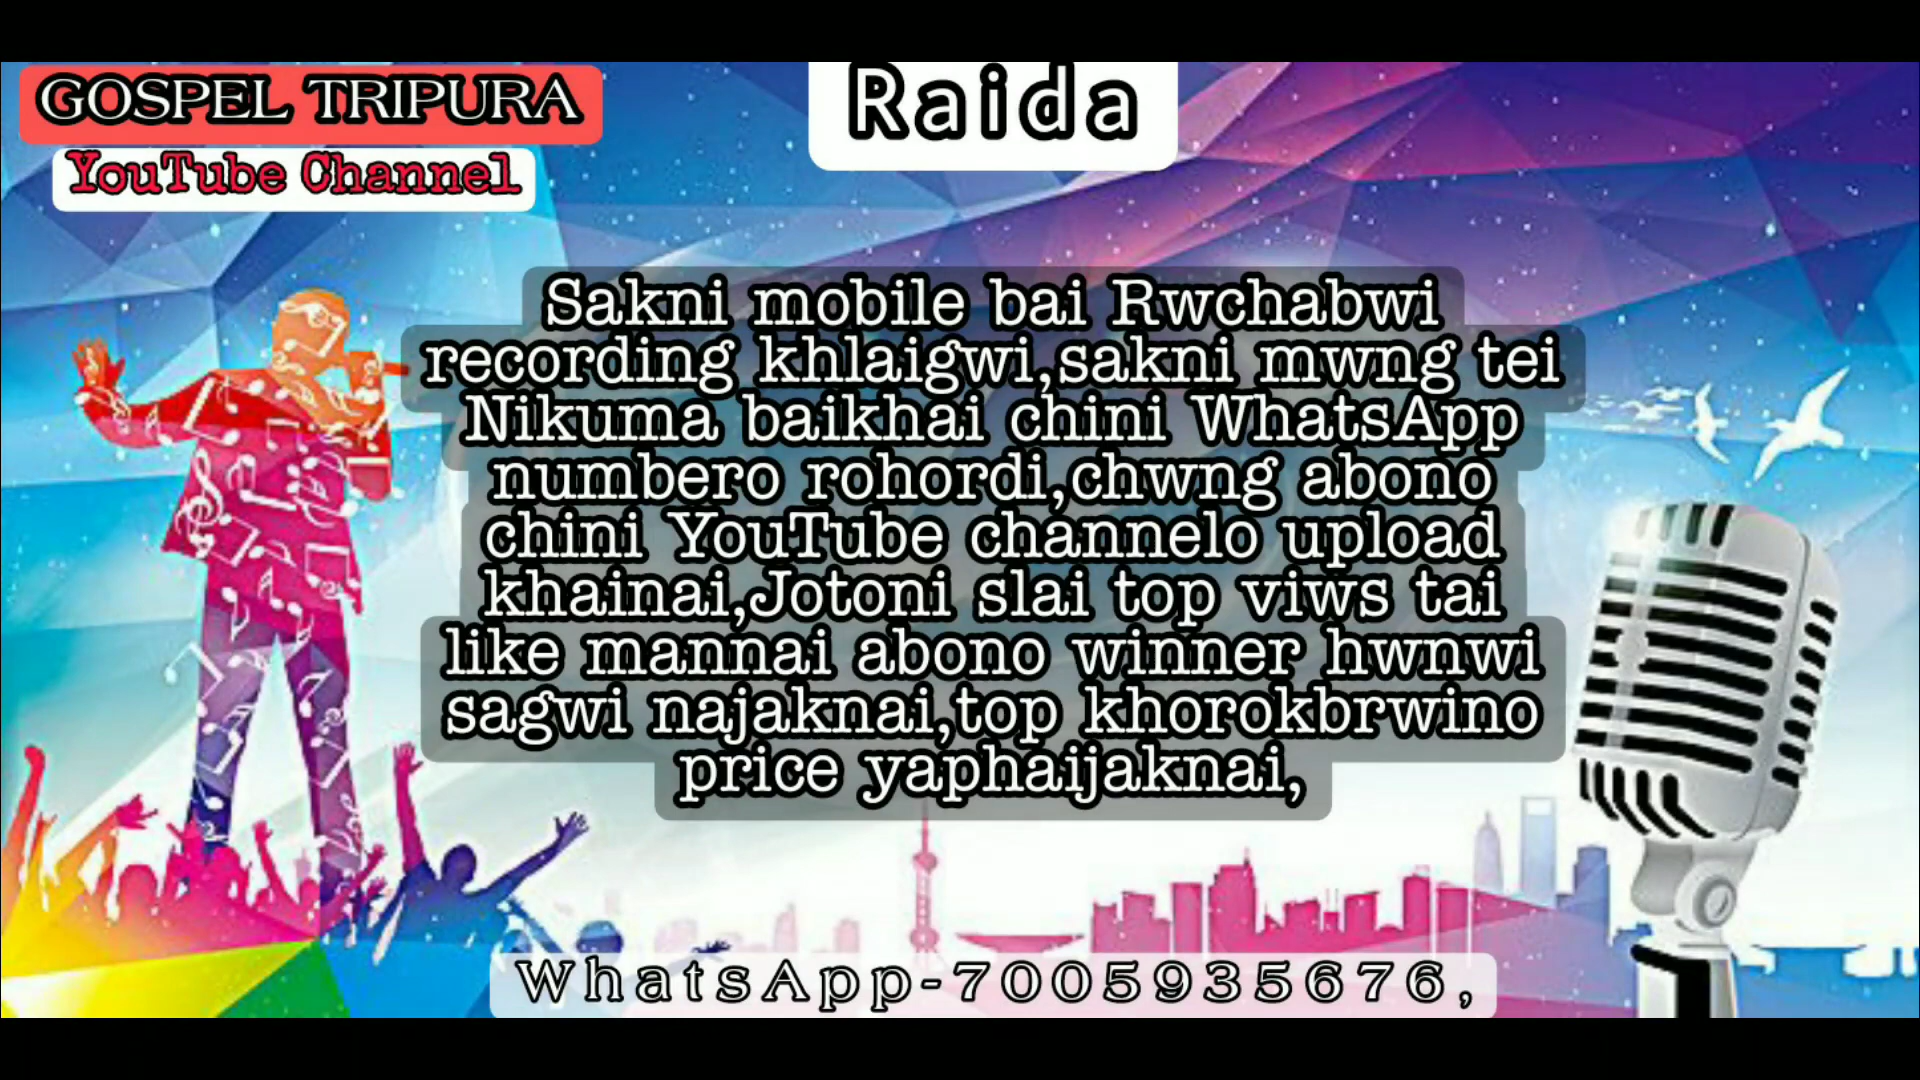 GOSPEL TRIPURA
YouTube Channel
Raida
Sakni mobile bai Rwchabwi
recording khlaigwi,sakni mwng tei
Nikuma baikhai chini WhatsApp
numbero rohordi,chwng abono
chini YouTube channelo upload
khainai,Jotoni slai top viws tai
like mannai abono winner hwnwi
sagwi najaknai,top khorokbrwino
price yaphaijaknai,
WhatsApp-7005935676,